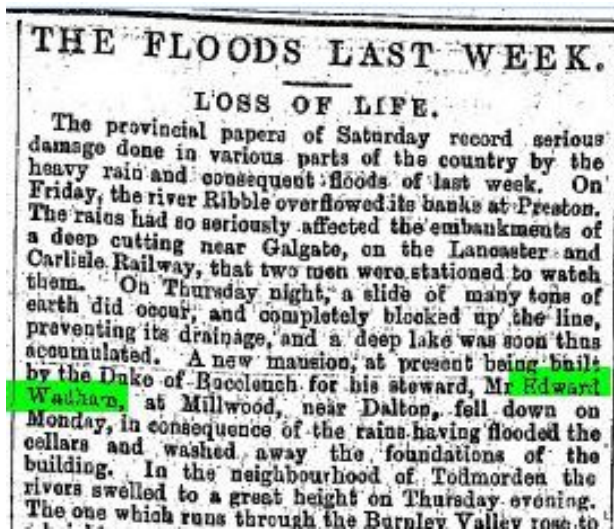 THE FLOODS LAST WEEK.
LOSS OF LIFE.
The provincial papers of Saturday record serious
damage done in various parts of the country by the
heavy rain and consequent floods of last week. On
Friday, the river Ribble overflowed its banks at Preston.
The rains had so seriously affected the embankments of
a deep cutting near Galgate, on the Lancaster and
Carlisle Railway, that two men were stationed to watch
them. On Thursday night, a slide of many tons of
earth did occur, and completely blocked up the line,
preventing its drainage, and a deep lake was soon thus
accumulated. A new mansion, at present being built
by the Duke of Buccleuch for his steward, Mr Edward
Wadham, at Millwood, near Dalton, fell down on
Monday, in consequence of the rains having flooded the
cellars and washed away the foundations of the
building. In the neighbourhood of Todmorden the
rivers swelled to a great height on Thursday evening.
The one which runs through the Burnley Valley rose to